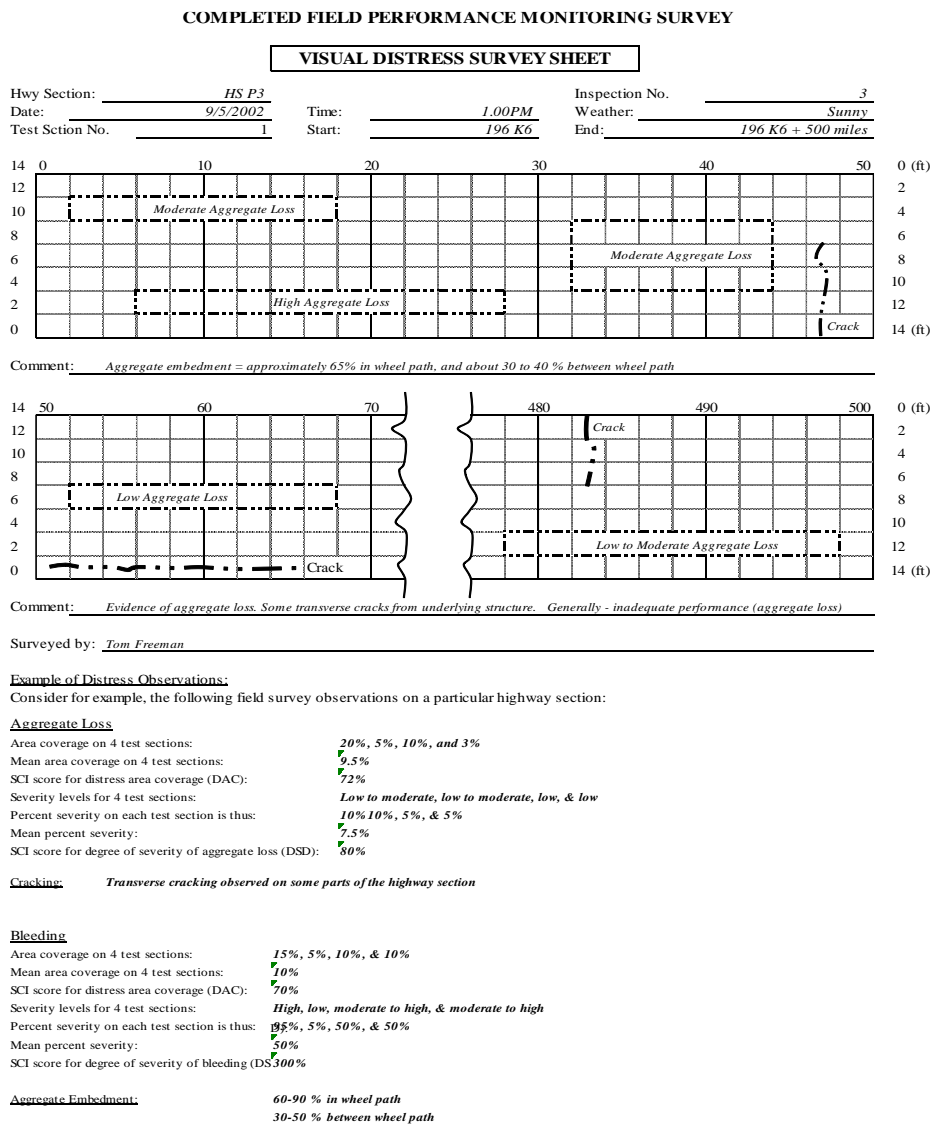 COMPLETED FIELD PERFORMANCE MONITORING SURVEY
VISUAL DISTRESS SURVEY SHEET
Hwy Section: HS P3 Inspection No. 3
Date: 9/5/2002 Time: 1.00PM Weather: Sunny
Test Sction No. 1 Start: 196 K6 End: 196 K6 + 500 miles
14 0 10 20 30 40 50 0 (ft)
12 2
10 Moderate Aggregate Loss 4
8 6
6 Moderate Aggregate Loss 8
4 10
2 High Aggregate Loss 12
0 Crack 14 (ft)
Comment: Aggregate embedment = approximately 65% in wheel path, and about 30 to 40 % between wheel path
14 50 60 70 480 490 500 0 (ft)
12 Crack 2
10 4
8 6
6 Low Aggregate Loss 8
4 10
2 Low to Moderate Aggregate Loss 12
0 Crack 14 (ft)
Comment: Evidence of aggregate loss. Some transverse cracks from underlying structure. Generally - inadequate performance (aggregate loss)
Surveyed by: Tom Freeman
Example of Distress Observations:
Consider for example, the following field survey observations on a particular highway section:
Aggregate Loss
Area coverage on 4 test sections: 20%, 5%, 10%, and 3%
Mean area coverage on 4 test sections: 9.5%
SCI score for distress area coverage (DAC): 72%
Severity levels for 4 test sections: Low to moderate, low to moderate, low, & low
Percent severity on each test section is thus: 10%10%, 5%, & 5%
Mean percent severity: 7.5%
SCI score for degree of severity of aggregate loss (DSD): 80%
Cracking: Transverse cracking observed on some parts of the highway section
Bleeding
Area coverage on 4 test sections: 15%, 5%, 10%, & 10%
Mean area coverage on 4 test sections: 10%
SCI score for distress area coverage (DAC): 70%
Severity levels for 4 test sections: High, low, moderate to high, & moderate to high
Percent severity on each test section is thus: 95%, 5%, 50%, & 50%
Mean percent severity: 50%
SCI score for degree of severity of bleeding (DS 300%
Aggregate Embedment: 60-90 % in wheel path
30-50 % between wheel path